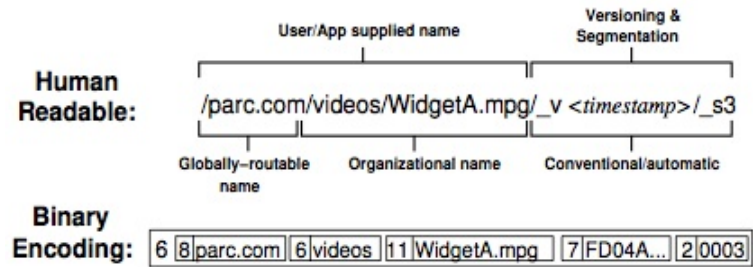 User/App supplied name
Versioning &
Segmentation
Human
Readable:
/parc.com/videos/WidgetA.mpg/_v <timestamp>/_s3
Globally–routable
name
Organizational name
Conventional/automatic
Binary
Encoding:
6 8 parc.com 6 videos 11 WidgetA.mpg 7 FD04A... 2 0003